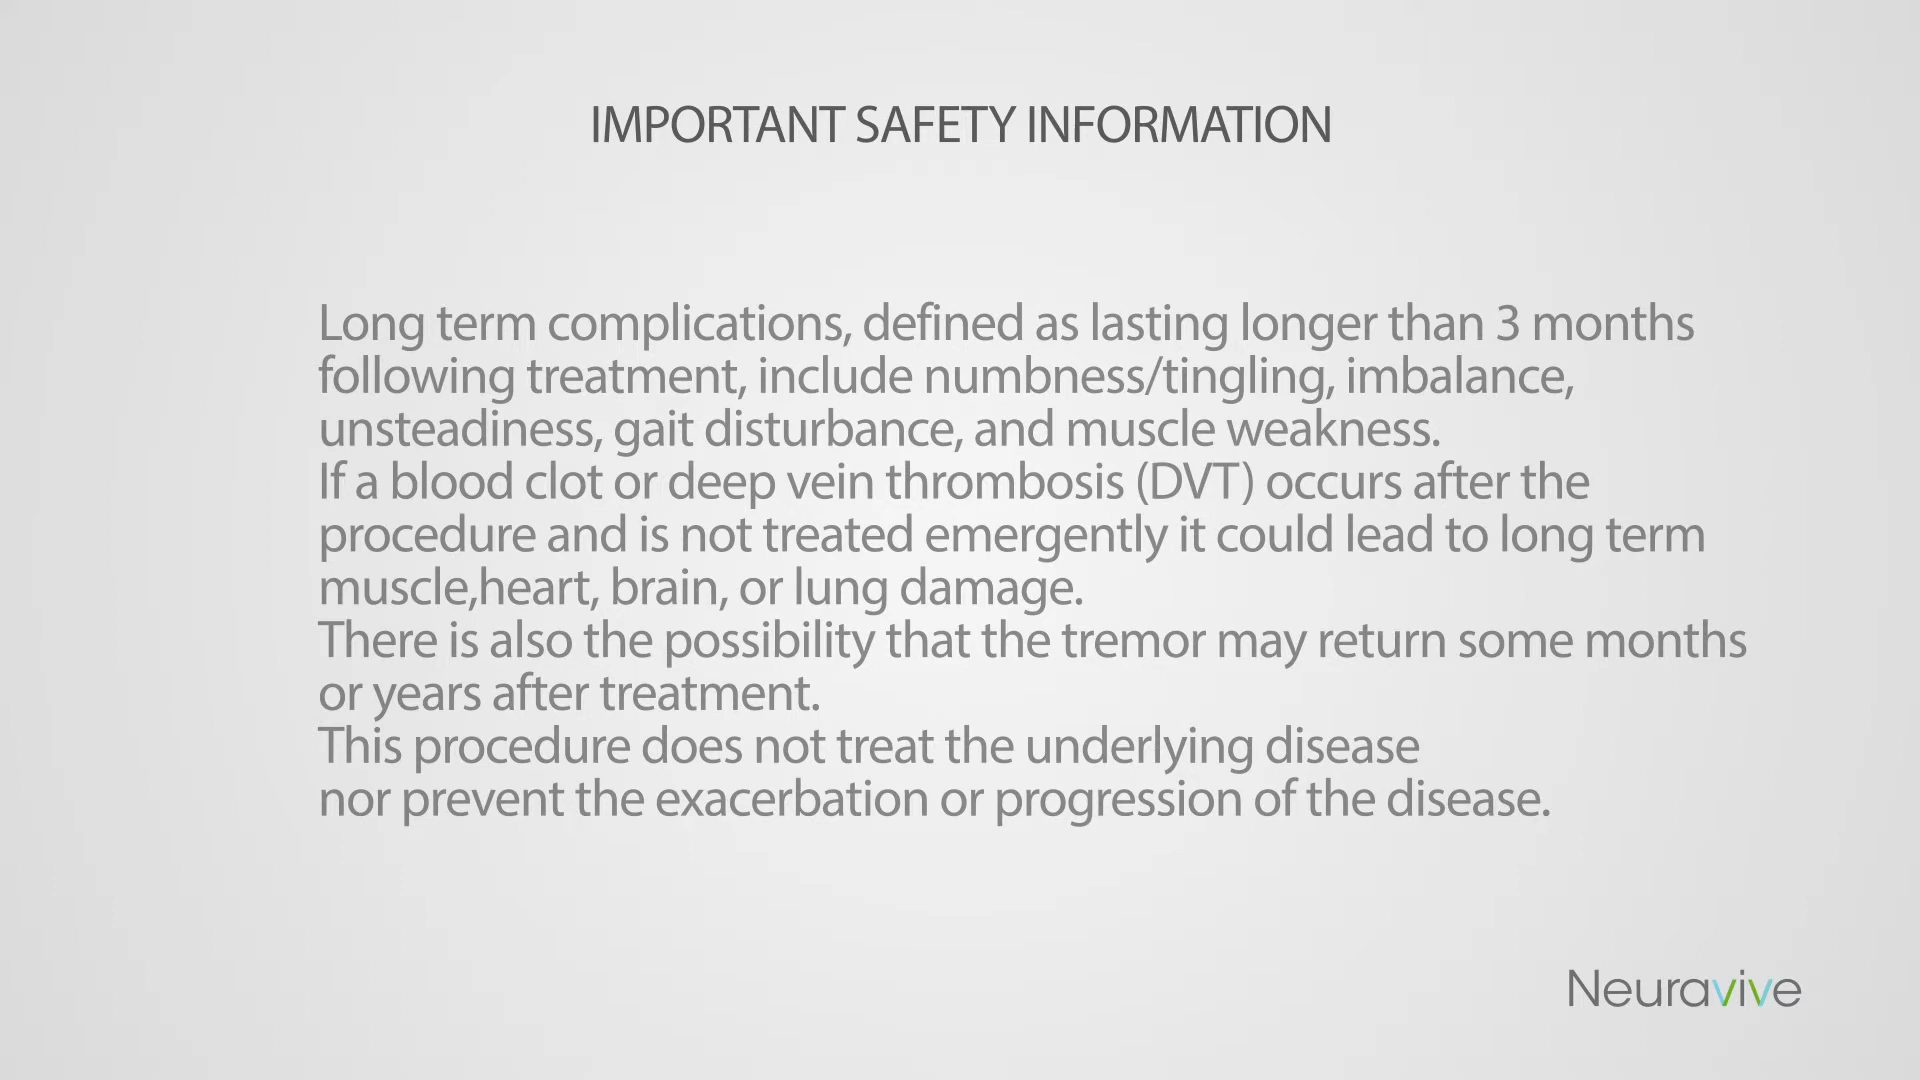 IMPORTANT SAFETY INFORMATION
Long term complications, defined as lasting longer than 3 months
following treatment, include numbness/tingling, imbalance,
unsteadiness, gait disturbance, and muscle weakness.
If a blood clot or deep vein thrombosis (DVT) occurs after the
procedure and is not treated emergently it could lead to long term
muscle,heart, brain, or lung damage.
There is also the possibility that the tremor may return some months
or years after treatment.
This procedure does not treat the underlying disease
nor prevent the exacerbation or progression of the disease.
Neuravive